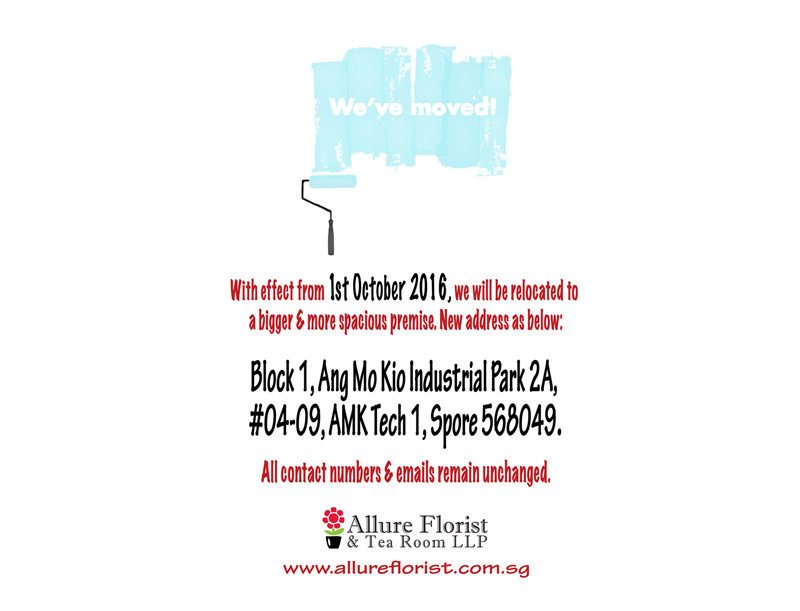 We've moved!
With effect from 1st October 2016, we will be relocated to
a bigger & more spacious premise. New address as below:
Block 1, Ang Mo Kio Industrial Park 2A,
#04-09, AMK Tech 1, Spore 568049.
All contact numbers & emails remain unchanged.
Allure Florist
& Tea Room LLP
www.allureflorist.com.sg